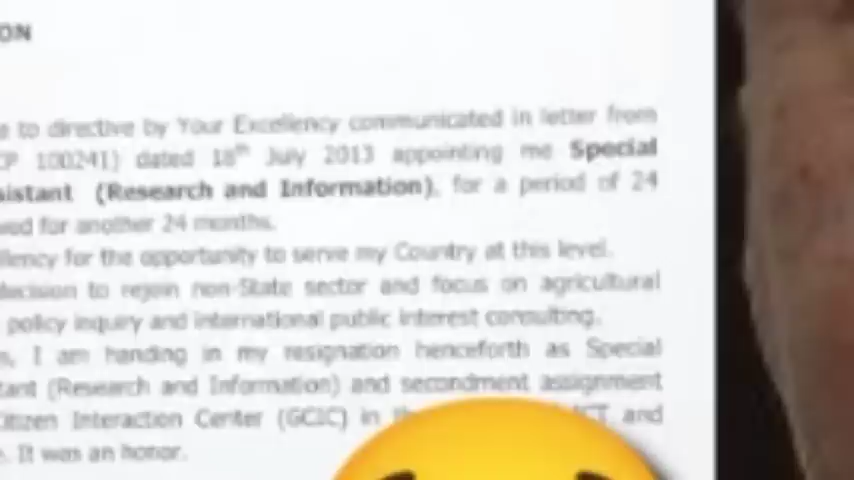 ON
e to directive by Your Excellency communicated in letter from
CP 100241) dated 18th July 2013 appointing me Special
sistant (Research and Information), for a period of 24
wed for another 24 months.
llency for the opportunity to serve my Country at this level.
decision to rejoin non-State sector and focus on agricultural
policy inquiry and international public interest consulting.
s, I am handing in my resignation henceforth as Special
tant (Research and Information) and secondment assignment
Citizen Interaction Center (GCIC) in ICT and
e. It was an honor.